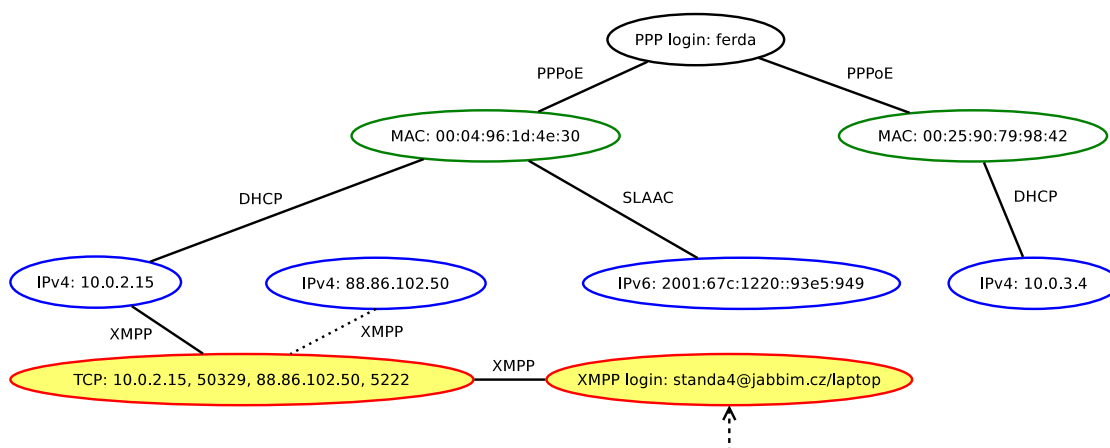 PPP login: ferda
PPPoE
PPPoE
MAC: 00:04:96:1d:4e:30
MAC: 00:25:90:79:98:42
DHCP
SLAAC
DHCP
IPv4: 10.0.2.15
IPv4: 88.86.102.50
IPv6: 2001:67c:1220::93e5:949
IPv4: 10.0.3.4
XMPP
XMPP
TCP: 10.0.2.15, 50329, 88.86.102.50, 5222
XMPP
XMPP login: standa4@jabbim.cz/laptop